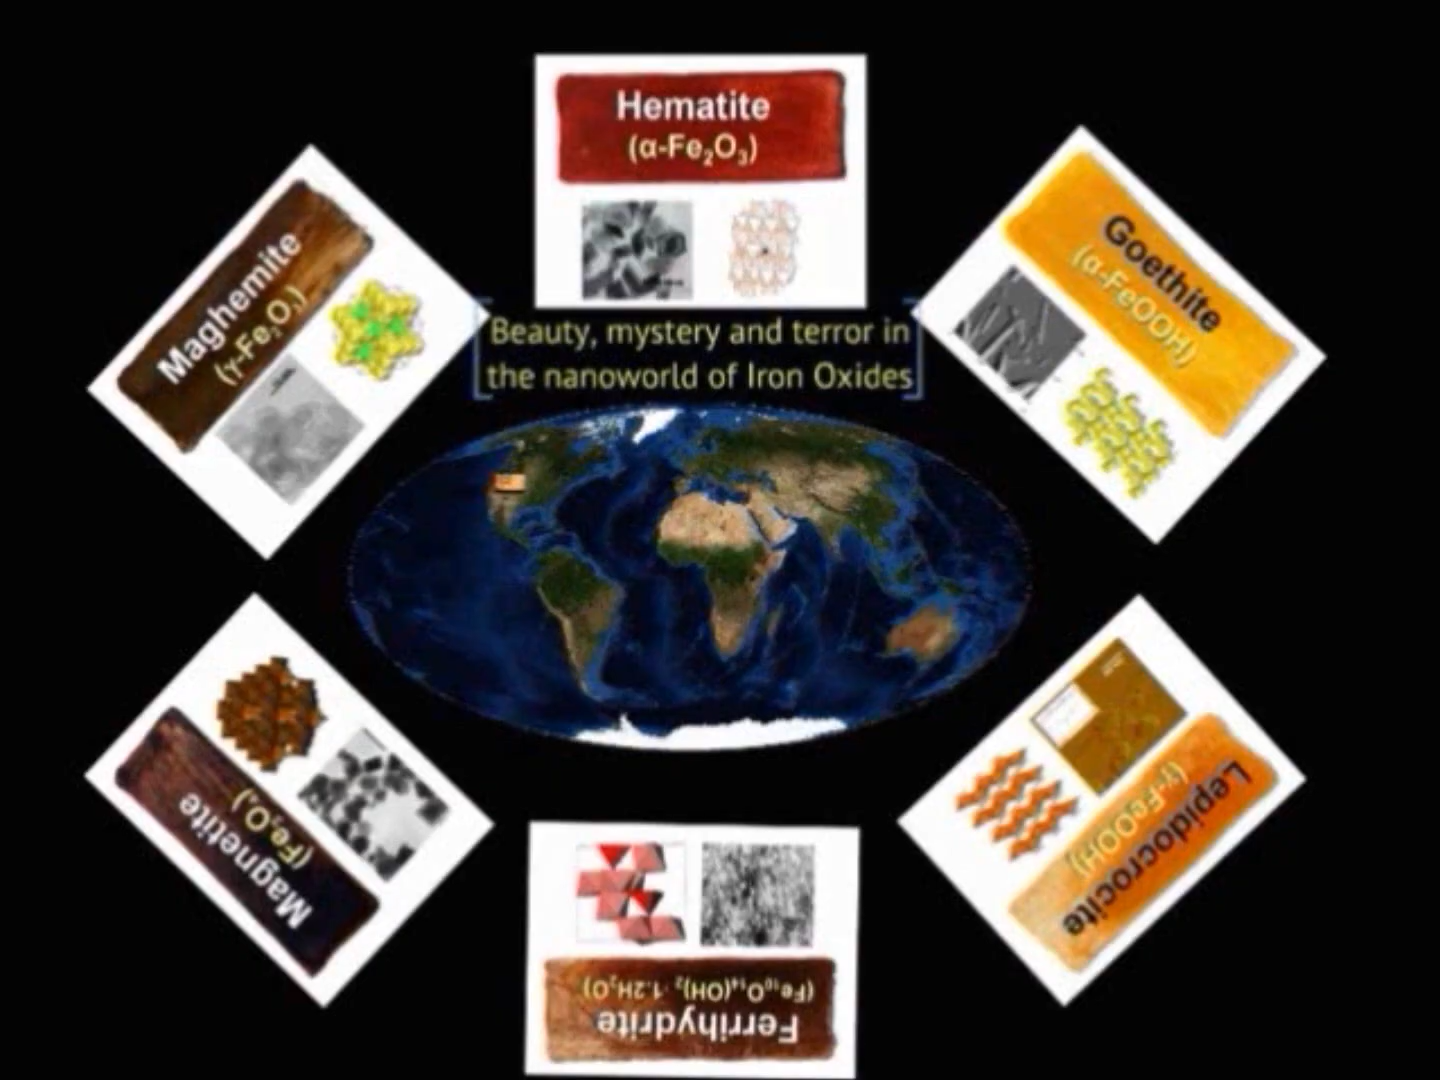 Hematite
(α-Fe₂O₃)
Goethite
(α-FeOOH)
Maghemite
(γ-Fe₂O₃)
Beauty, mystery and terror in
the nanoworld of Iron Oxides
Lepidocrocite
(γ-FeOOH)
Magnetite
(Fe₃O₄)
Ferrihydrite
(Fe₁₀O₁₄(OH)₂ · 1.2H₂O)